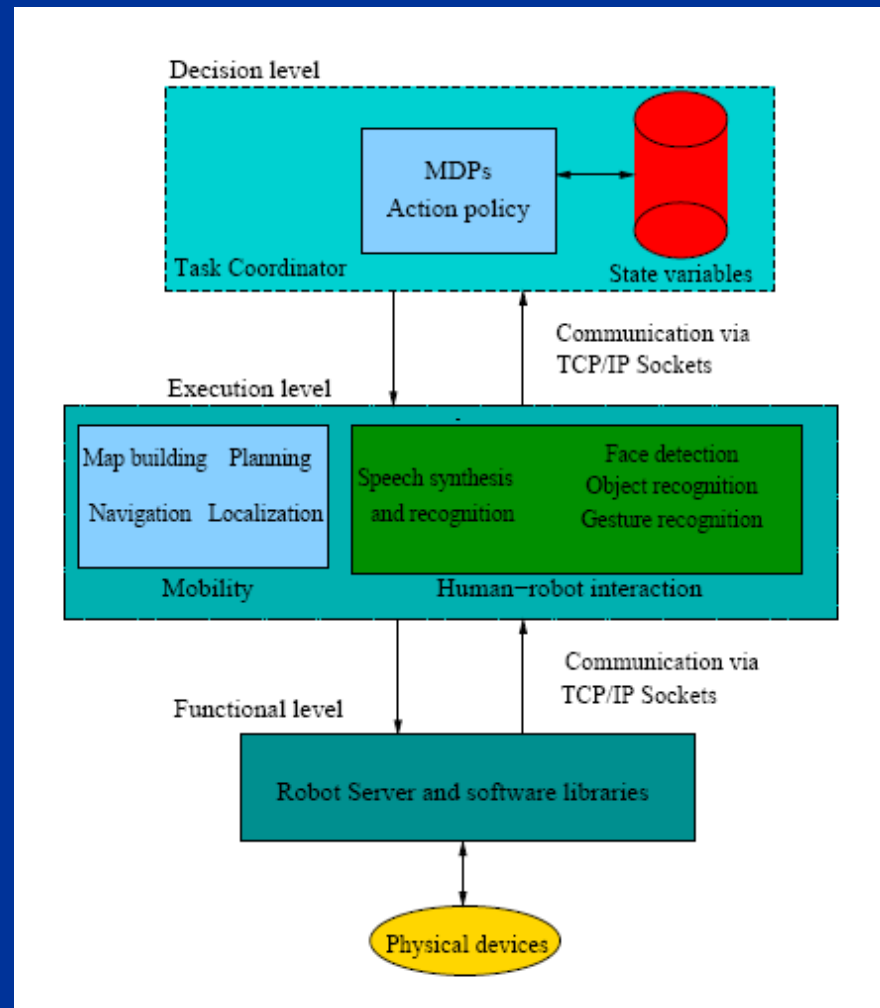 Decision level
MDPs
Action policy
Task Coordinator
State variables
Communication via
TCP/IP Sockets
Execution level
Map building Planning
Navigation Localization
Mobility
Speech synthesis
and recognition
Face detection
Object recognition
Gesture recognition
Human−robot interaction
Communication via
TCP/IP Sockets
Functional level
Robot Server and software libraries
Physical devices